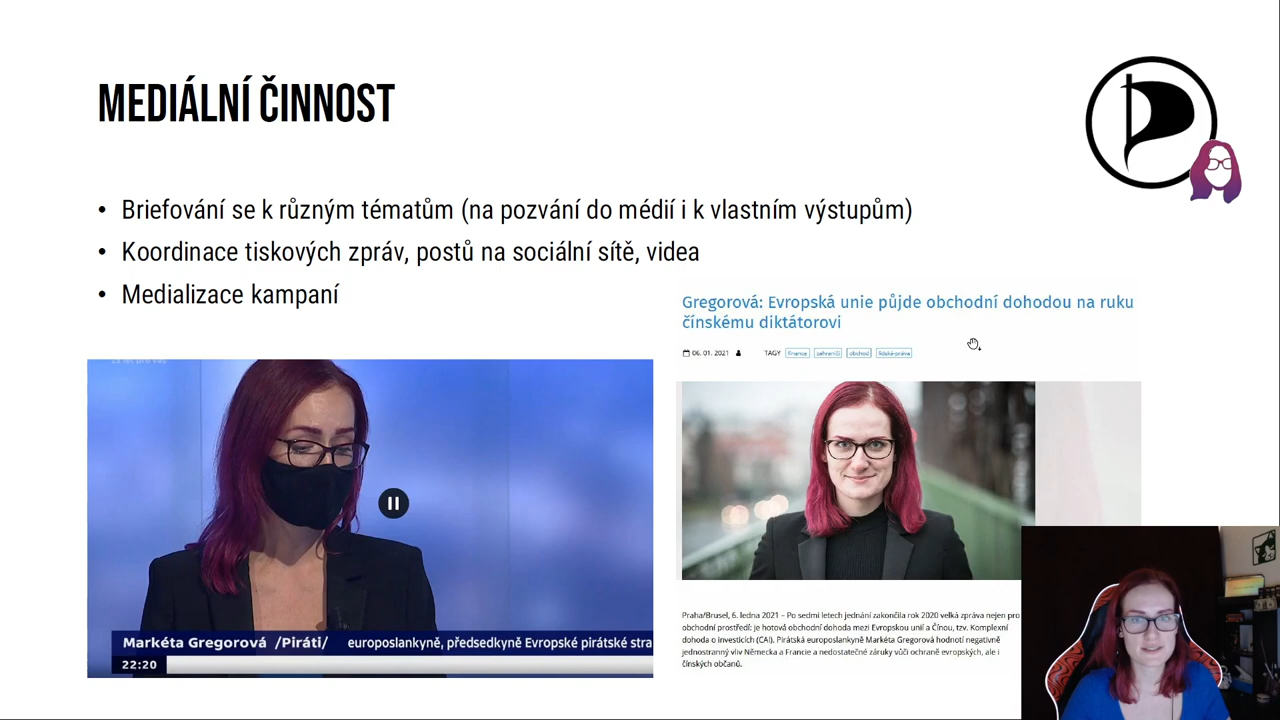 MEDIÁLNÍ ČINNOST
• Briefování se k různým tématům (na pozvání do médií i k vlastním výstupům)
• Koordinace tiskových zpráv, postů na sociální sítě, videa
• Medializace kampaní
Gregorová: Evropská unie půjde obchodní dohodou na ruku
čínskému diktátorovi
06. 01. 2021 TAGY finance zahraničí obchod lidská-práva
Markéta Gregorová /Piráti/ europoslankyně, předsedkyně Evropské pirátské stra
22:20
Praha/Brusel, 6. ledna 2021 – Po sedmi letech jednání zakončila rok 2020 velká zpráva nejen pro
obchodní prostředí: je hotová obchodní dohoda mezi Evropskou unií a Čínou, tzv. Komplexní
dohoda o investicích (CAI). Pirátská europoslankyně Markéta Gregorová hodnotí negativně
jednostranný vliv Německa a Francie a nedostatečné záruky vůči ochraně evropských, ale i
čínských občanů.